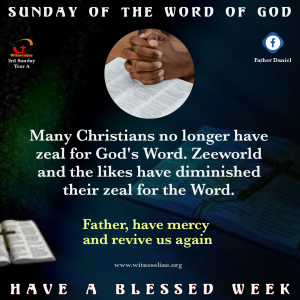 SUNDAY OF THE WORD OF GOD
Witnessline
3rd Sunday
Year A
Father Daniel
Many Christians no longer have
zeal for God's Word. Zeeworld
and the likes have diminished
their zeal for the Word.
Father, have mercy
and revive us again
www.witnessline.org
HAVE A BLESSED WEEK